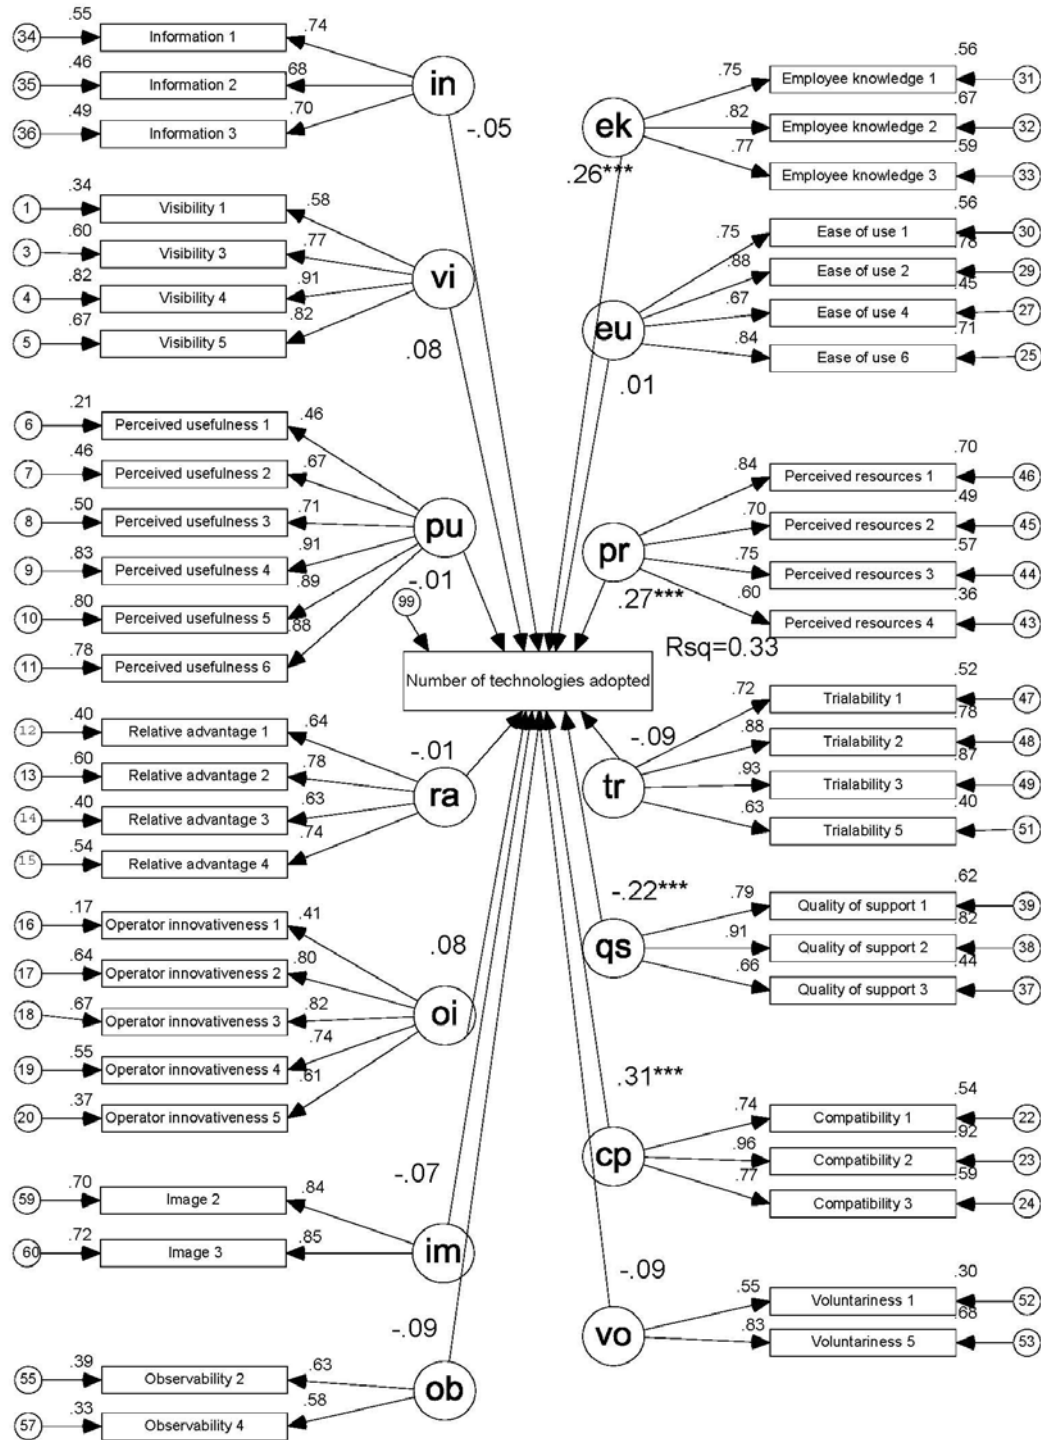 .55
34
Information 1
.74
.46
35
Information 2
.68
.49
36
Information 3
.70
in
-.05
.34
1
Visibility 1
.58
.60
3
Visibility 3
.77
.82
4
Visibility 4
.91
.67
5
Visibility 5
.82
vi
.08
.21
6
Perceived usefulness 1
.46
.46
7
Perceived usefulness 2
.67
.50
8
Perceived usefulness 3
.71
.83
9
Perceived usefulness 4
.91
.80
10
Perceived usefulness 5
.89
.78
11
Perceived usefulness 6
.88
pu
-.01
99
Number of technologies adopted
Rsq=0.33
.40
12
Relative advantage 1
.64
.60
13
Relative advantage 2
.78
.40
14
Relative advantage 3
.63
.54
15
Relative advantage 4
.74
ra
-.01
.17
16
Operator innovativeness 1
.41
.64
17
Operator innovativeness 2
.80
.67
18
Operator innovativeness 3
.82
.55
19
Operator innovativeness 4
.74
.37
20
Operator innovativeness 5
.61
oi
.08
.70
59
Image 2
.84
.72
60
Image 3
.85
im
-.07
.39
55
Observability 2
.63
.33
57
Observability 4
.58
ob
-.09
ek
.26***
.75
Employee knowledge 1
.56
31
.82
Employee knowledge 2
.67
32
.77
Employee knowledge 3
.59
33
eu
.01
.75
Ease of use 1
.56
30
.88
Ease of use 2
.78
29
.67
Ease of use 4
.45
27
.84
Ease of use 6
.71
25
pr
.27***
.84
Perceived resources 1
.70
46
.70
Perceived resources 2
.49
45
.75
Perceived resources 3
.57
44
.60
Perceived resources 4
.36
43
tr
-.09
.72
Trialability 1
.52
47
.88
Trialability 2
.78
48
.93
Trialability 3
.87
49
.63
Trialability 5
.40
51
qs
-.22***
.79
Quality of support 1
.62
39
.91
Quality of support 2
.82
38
.66
Quality of support 3
.44
37
cp
.31***
.74
Compatibility 1
.54
22
.96
Compatibility 2
.92
23
.77
Compatibility 3
.59
24
vo
-.09
.55
Voluntariness 1
.30
52
.83
Voluntariness 5
.68
53